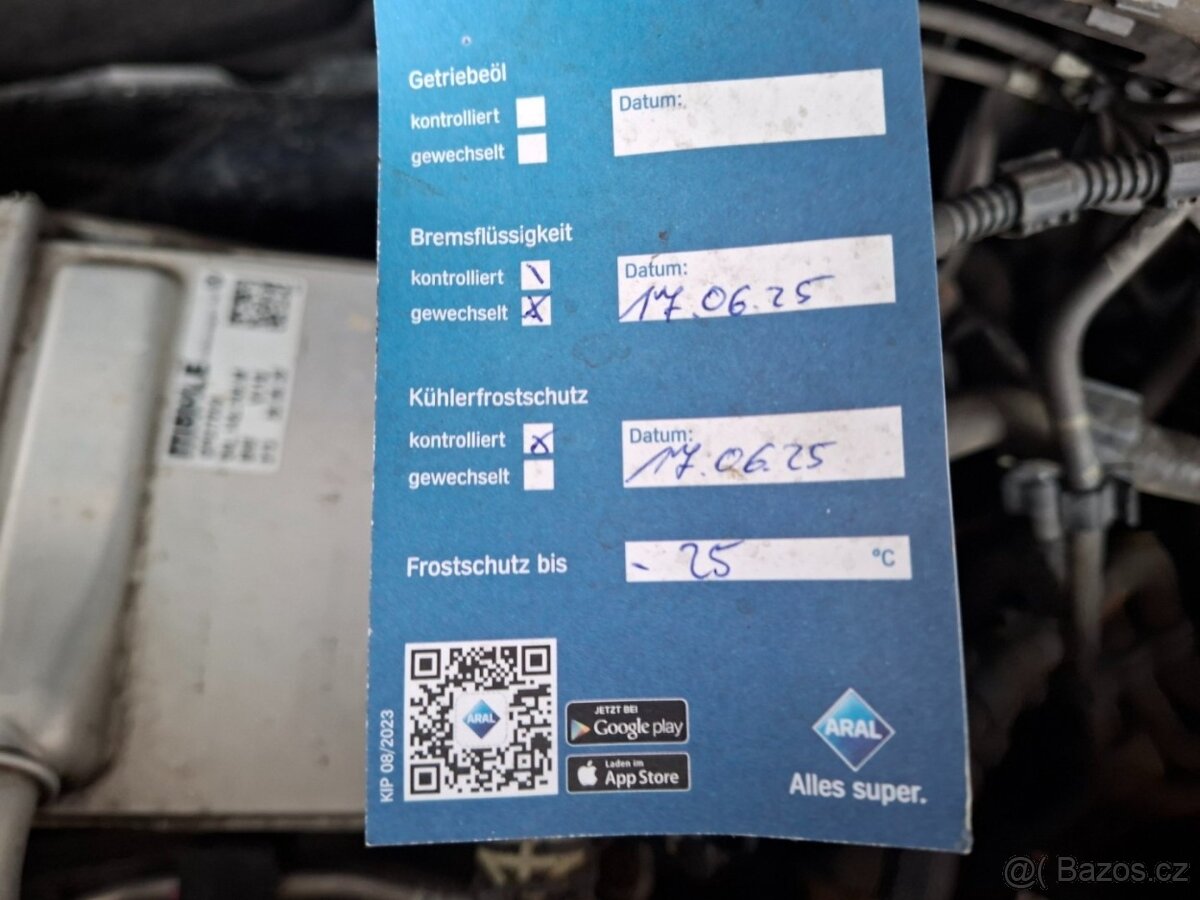 Getriebeöl
kontrolliert
gewechselt
Datum:
Bremsflüssigkeit
kontrolliert
gewechselt
Datum:
17.06.25
Kühlerfrostschutz
kontrolliert
gewechselt
Datum:
17.06.25
Frostschutz bis
- 25 °C
KIP 08/2023
ARAL
JETZT BEI
Google play
Laden im
App Store
ARAL
Alles super.
MAHLE
@( Bazos.cz